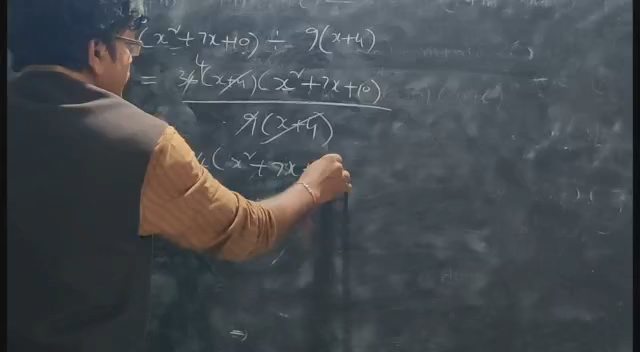 (x² + 7x + 10) ÷ 9(x+4)
= 36(x+4)(x² + 7x + 10)
9(x+4)
4(x² + 7x +
⇒